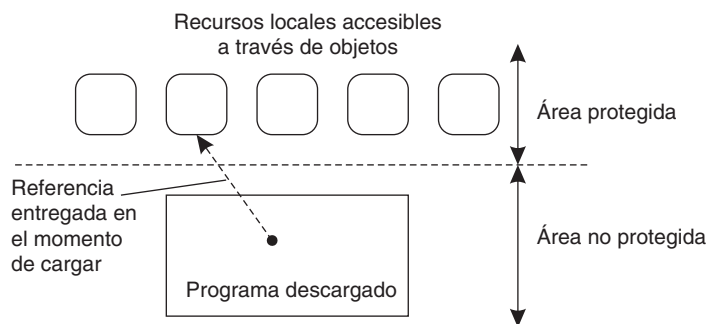 Recursos locales accesibles
a través de objetos
Área protegida
Referencia
entregada en
el momento
de cargar
Área no protegida
Programa descargado